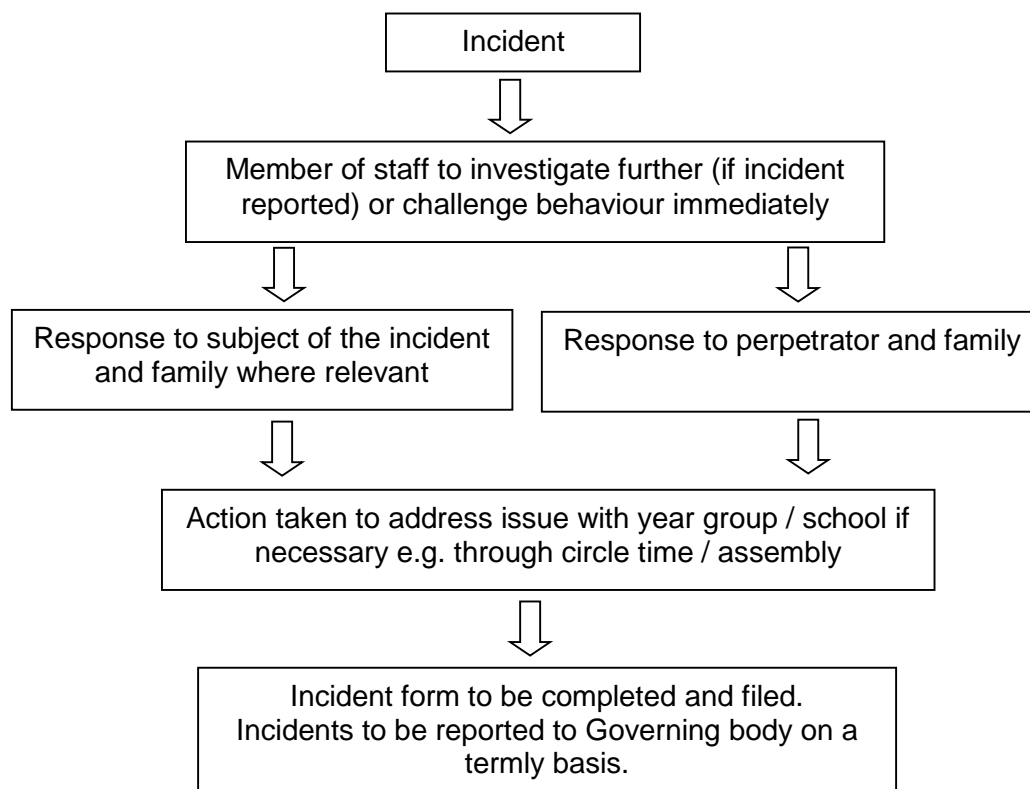 Incident
Member of staff to investigate further (if incident
reported) or challenge behaviour immediately
Response to subject of the incident
and family where relevant
Response to perpetrator and family
Action taken to address issue with year group / school if
necessary e.g. through circle time / assembly
Incident form to be completed and filed.
Incidents to be reported to Governing body on a
termly basis.